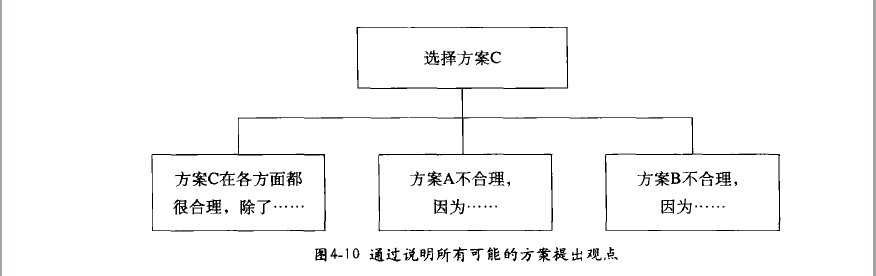 选择方案C
方案C在各方面都
很合理，除了……
方案A不合理，
因为……
方案B不合理，
因为……
图4-10 通过说明所有可能的方案提出观点